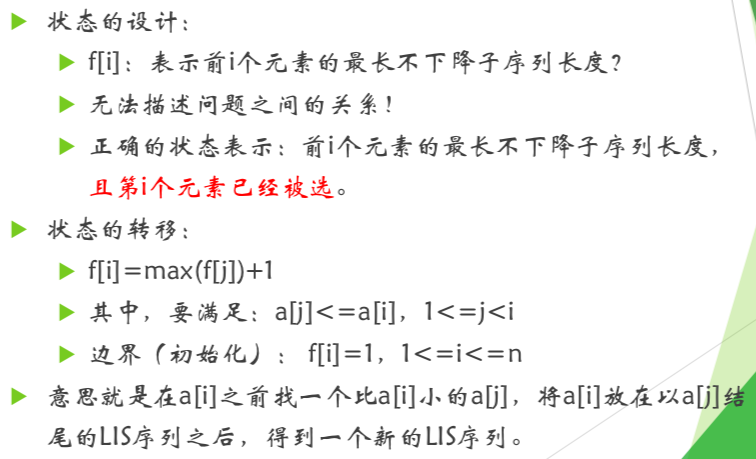 状态的设计：
f[i]：表示前i个元素的最长不下降子序列长度？
无法描述问题之间的关系！
正确的状态表示：前i个元素的最长不下降子序列长度，
且第i个元素已经被选。
状态的转移：
f[i]=max(f[j])+1
其中，要满足：a[j]<=a[i]，1<=j<i
边界（初始化）：f[i]=1，1<=i<=n
意思就是在a[i]之前找一个比a[i]小的a[j]，将a[i]放在以a[j]结
尾的LIS序列之后，得到一个新的LIS序列。